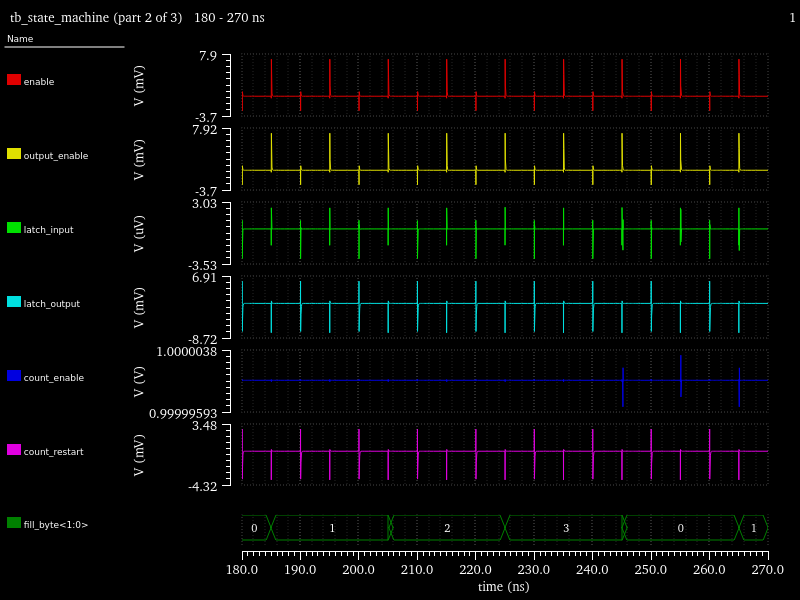 tb_state_machine (part 2 of 3) 180 - 270 ns 1
Name
enable
V (mV)
7.9
-3.7
output_enable
V (mV)
7.92
-3.7
latch_input
V (uV)
3.03
-3.53
latch_output
V (mV)
6.91
-8.72
count_enable
V (V)
1.0000038
0.99999593
count_restart
V (mV)
3.48
-4.32
fill_byte<1:0>
0 1 2 3 0 1
180.0 190.0 200.0 210.0 220.0 230.0 240.0 250.0 260.0 270.0
time (ns)